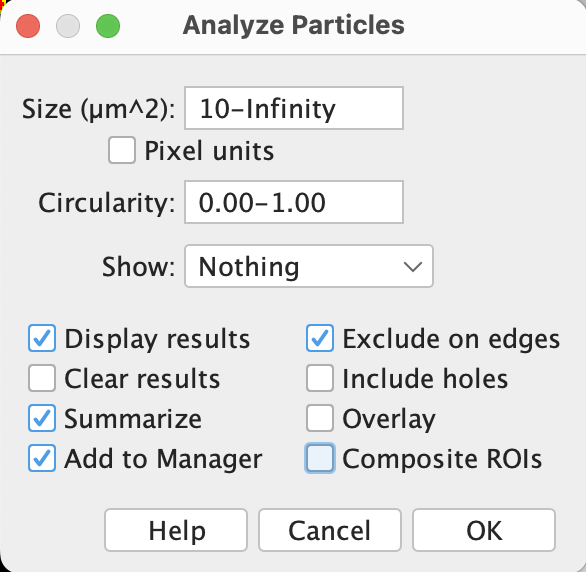 Analyze Particles
Size (µm^2): 10-Infinity
Pixel units
Circularity: 0.00-1.00
Show: Nothing
Display results Exclude on edges
Clear results Include holes
Summarize Overlay
Add to Manager Composite ROIs
Help Cancel OK